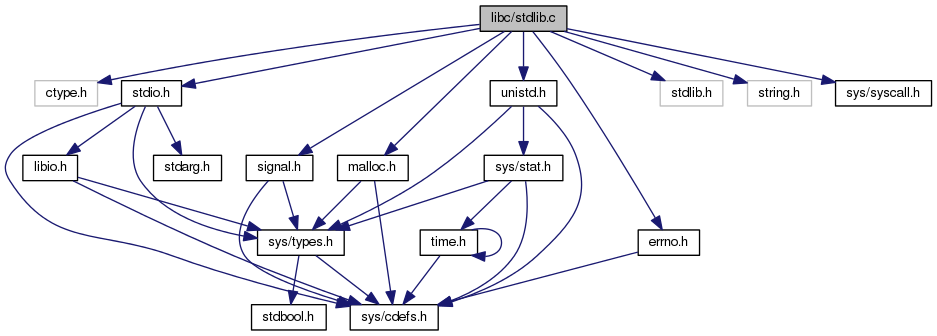 libc/stdlib.c
ctype.h
stdio.h
unistd.h
stdlib.h
string.h
sys/syscall.h
libio.h
stdarg.h
signal.h
malloc.h
sys/stat.h
sys/types.h
time.h
errno.h
stdbool.h
sys/cdefs.h